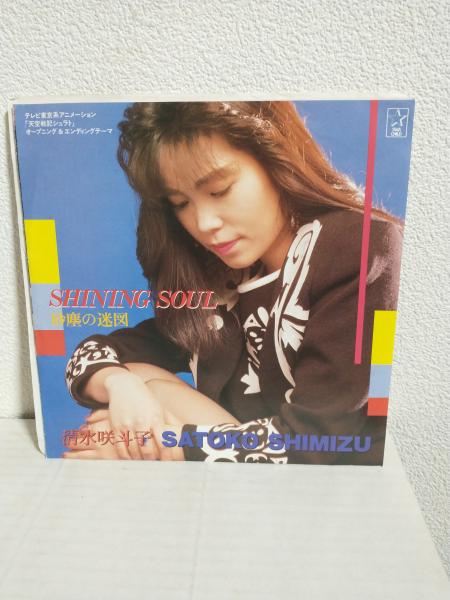 テレビ東京系アニメーション
「天空戦記シュラト」
オープニング&エンディングテーマ
STAR CHILD
SHINING SOUL
砂塵の迷図
清水咲斗子 SATOKO SHIMIZU